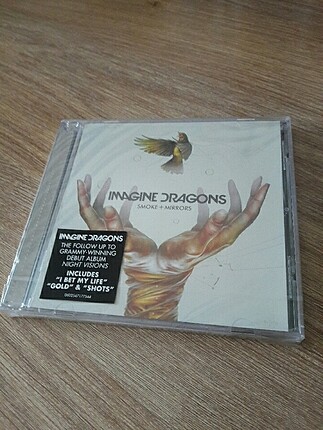 IMAGINE DRAGONS
SMOKE + MIRRORS
IMAGINE DRAGONS
THE FOLLOW UP TO
GRAMMY-WINNING
DEBUT ALBUM
NIGHT VISIONS
INCLUDES
"I BET MY LIFE"
"GOLD" & "SHOTS"